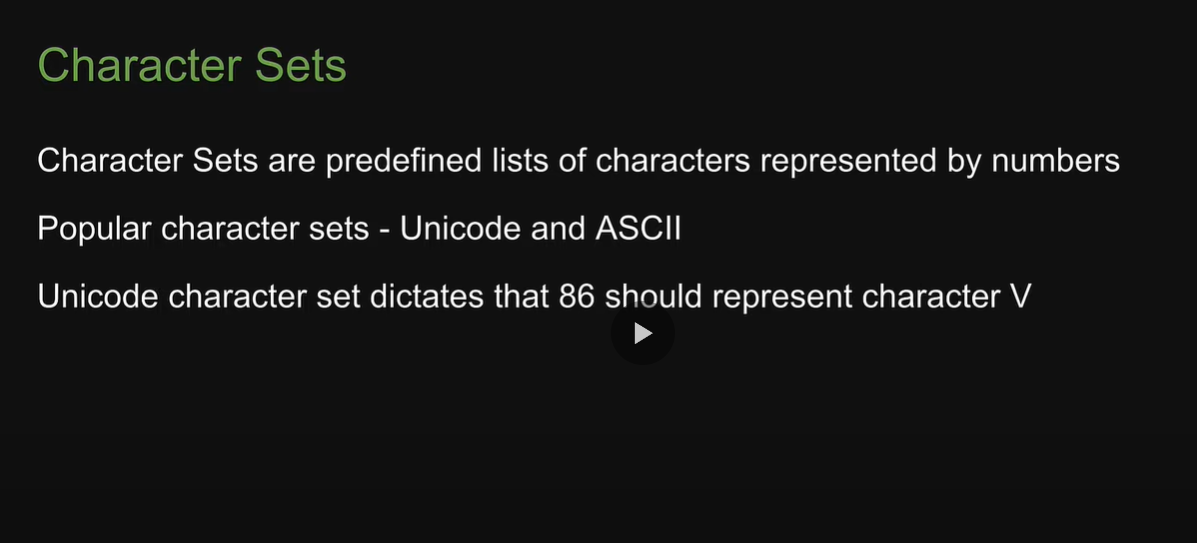 Character Sets
Character Sets are predefined lists of characters represented by numbers
Popular character sets - Unicode and ASCII
Unicode character set dictates that 86 should represent character V